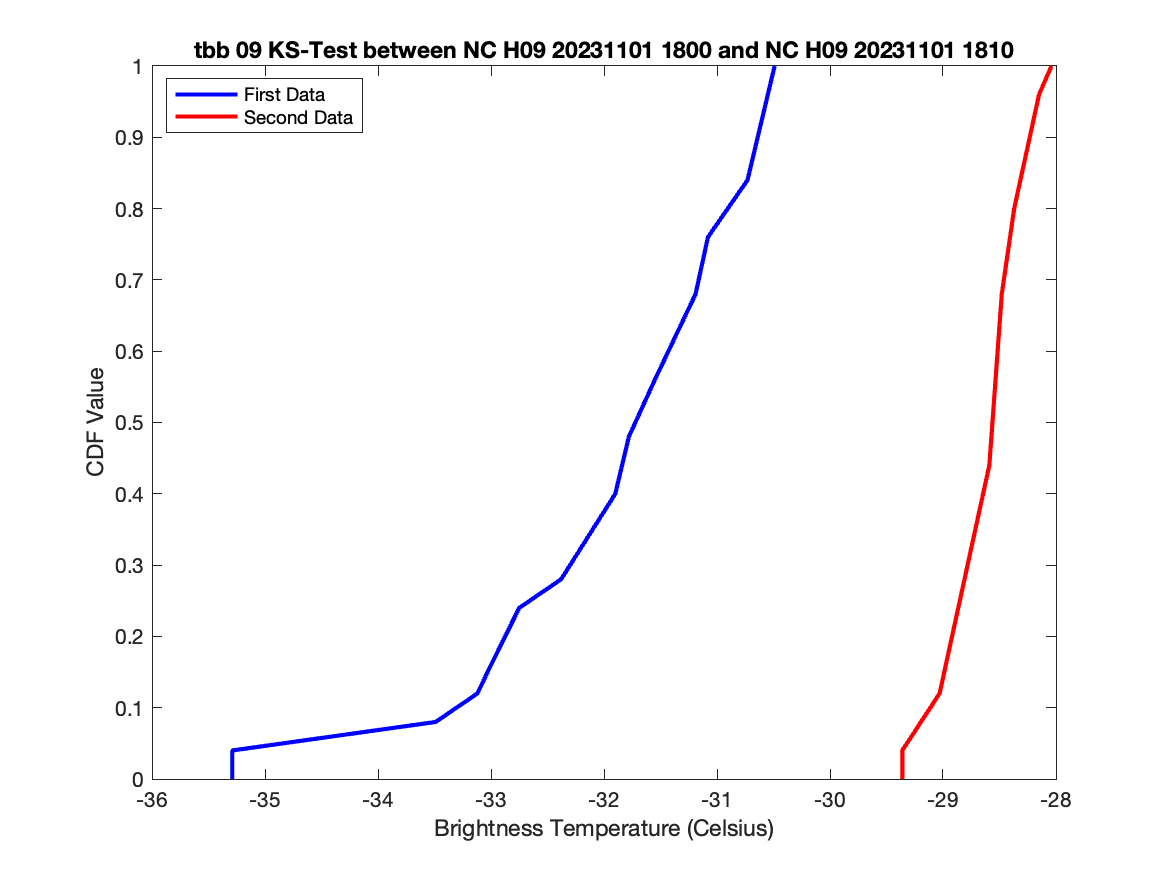 tbb 09 KS-Test between NC H09 20231101 1800 and NC H09 20231101 1810
First Data
Second Data
1
0.9
0.8
0.7
0.6
0.5
0.4
0.3
0.2
0.1
0
CDF Value
-36 -35 -34 -33 -32 -31 -30 -29 -28
Brightness Temperature (Celsius)